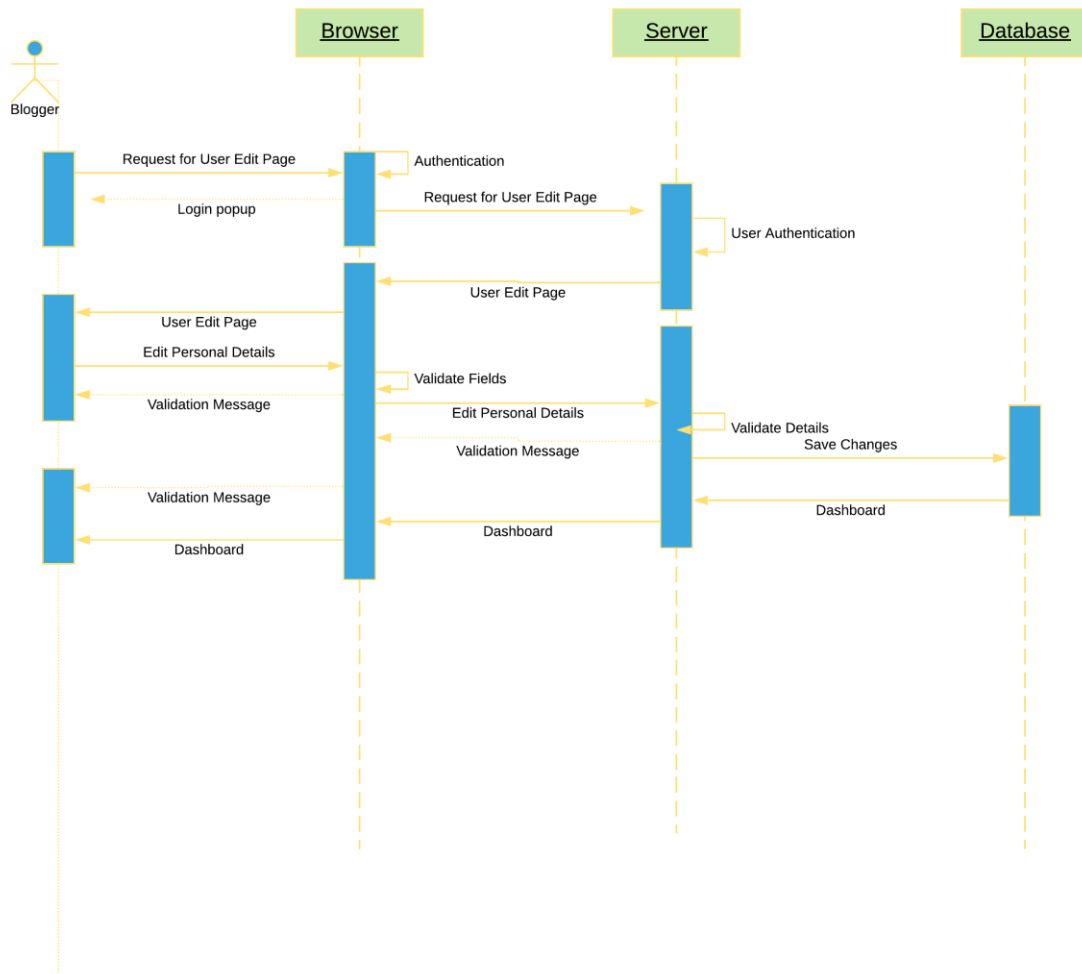 Browser
Server
Database
Blogger
Request for User Edit Page
Authentication
Login popup
Request for User Edit Page
User Authentication
User Edit Page
User Edit Page
Edit Personal Details
Validate Fields
Validation Message
Edit Personal Details
Validate Details
Save Changes
Validation Message
Validation Message
Dashboard
Dashboard
Dashboard